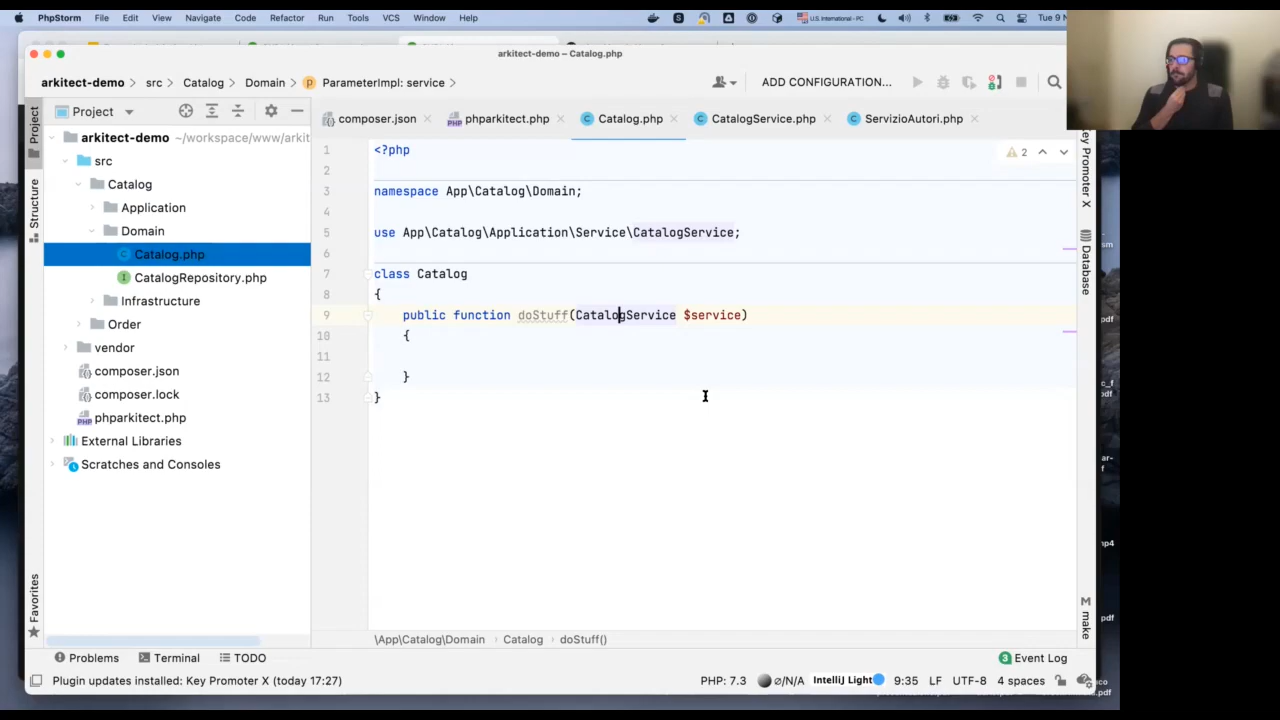 PhpStorm File Edit View Navigate Code Refactor Run Tools VCS Window Help U.S. International - PC Tue 9
arkitect-demo – Catalog.php
arkitect-demo src Catalog Domain ParameterImpl: service ADD CONFIGURATION...
Project
composer.json phparkitect.php Catalog.php CatalogService.php ServizioAutori.php
arkitect-demo ~/workspace/www/arkit
src
Catalog
Application
Domain
Catalog.php
CatalogRepository.php
Infrastructure
Order
vendor
composer.json
composer.lock
phparkitect.php
External Libraries
Scratches and Consoles
Project
Structure
Favorites
2
1 <?php
2
3 namespace App\Catalog\Domain;
4
5 use App\Catalog\Application\Service\CatalogService;
6
7 class Catalog
8 {
9 public function doStuff(CatalogService $service)
10 {
11
12 }
13 }
Key Promoter X
Database
make
\App\Catalog\Domain Catalog doStuff()
Problems Terminal TODO 3 Event Log
Plugin updates installed: Key Promoter X (today 17:27) PHP: 7.3 ⊘/N/A IntelliJ Light 9:35 LF UTF-8 4 spaces